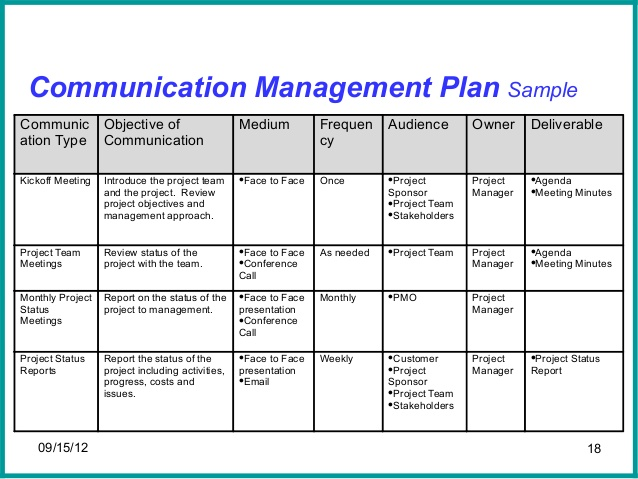 Communication Management Plan Sample
Communic
ation Type
Objective of
Communication
Medium
Frequen
cy
Audience
Owner
Deliverable
Kickoff Meeting
Introduce the project team
and the project. Review
project objectives and
management approach.
•Face to Face
Once
•Project
Sponsor
•Project Team
•Stakeholders
Project
Manager
•Agenda
•Meeting Minutes
Project Team
Meetings
Review status of the
project with the team.
•Face to Face
•Conference
Call
As needed
•Project Team
Project
Manager
•Agenda
•Meeting Minutes
Monthly Project
Status
Meetings
Report on the status of the
project to management.
•Face to Face
presentation
•Conference
Call
Monthly
•PMO
Project
Manager
Project Status
Reports
Report the status of the
project including activities,
progress, costs and
issues.
•Face to Face
presentation
•Email
Weekly
•Customer
•Project
Sponsor
•Project Team
•Stakeholders
Project
Manager
•Project Status
Report
09/15/12
18